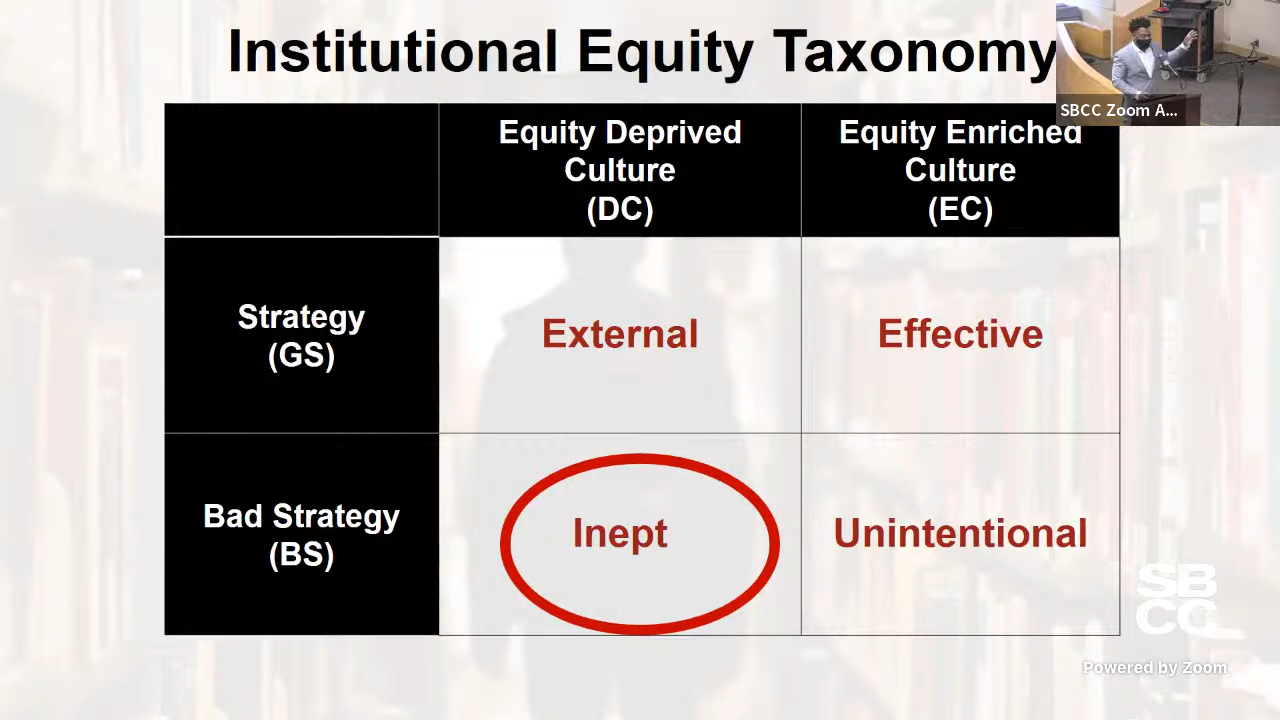 Institutional Equity Taxonomy
SBCC Zoom A...
Equity Deprived
Culture
(DC)
Equity Enriched
Culture
(EC)
Strategy
(GS)
External
Effective
Bad Strategy
(BS)
Inept
Unintentional
SB
CC
Powered by Zoom